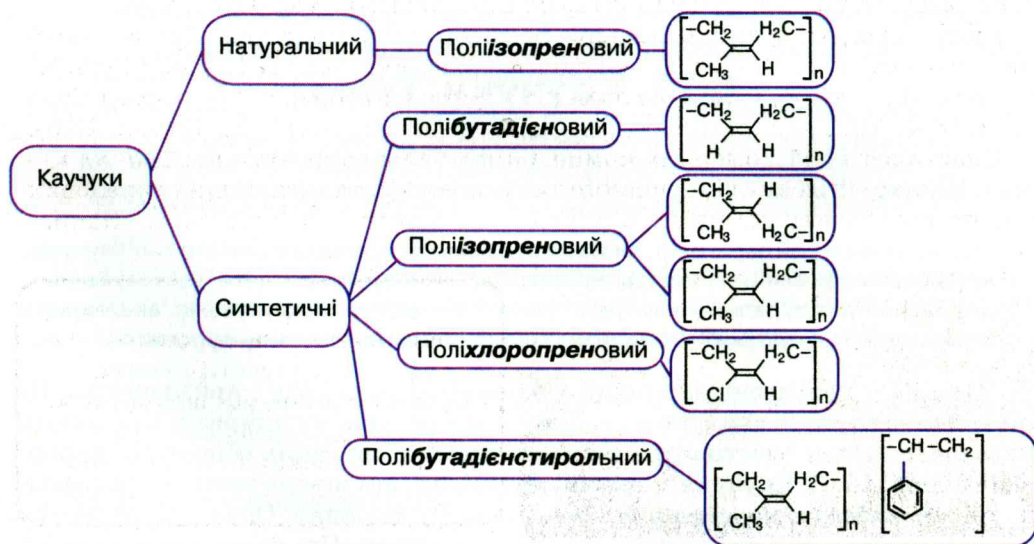 Каучуки
Натуральний
Поліізопреновий
–CH₂ H₂C–
CH₃ H n
Синтетичні
Полібутадієновий
–CH₂ H₂C–
H H n
Поліізопреновий
–CH₂
CH₃ H₂C– n
–CH₂ H₂C–
CH₃ H n
Поліхлоропреновий
–CH₂ H₂C–
Cl H n
Полібутадієнстирольний
–CH₂ H₂C–
CH₃ H n
–CH–CH₂